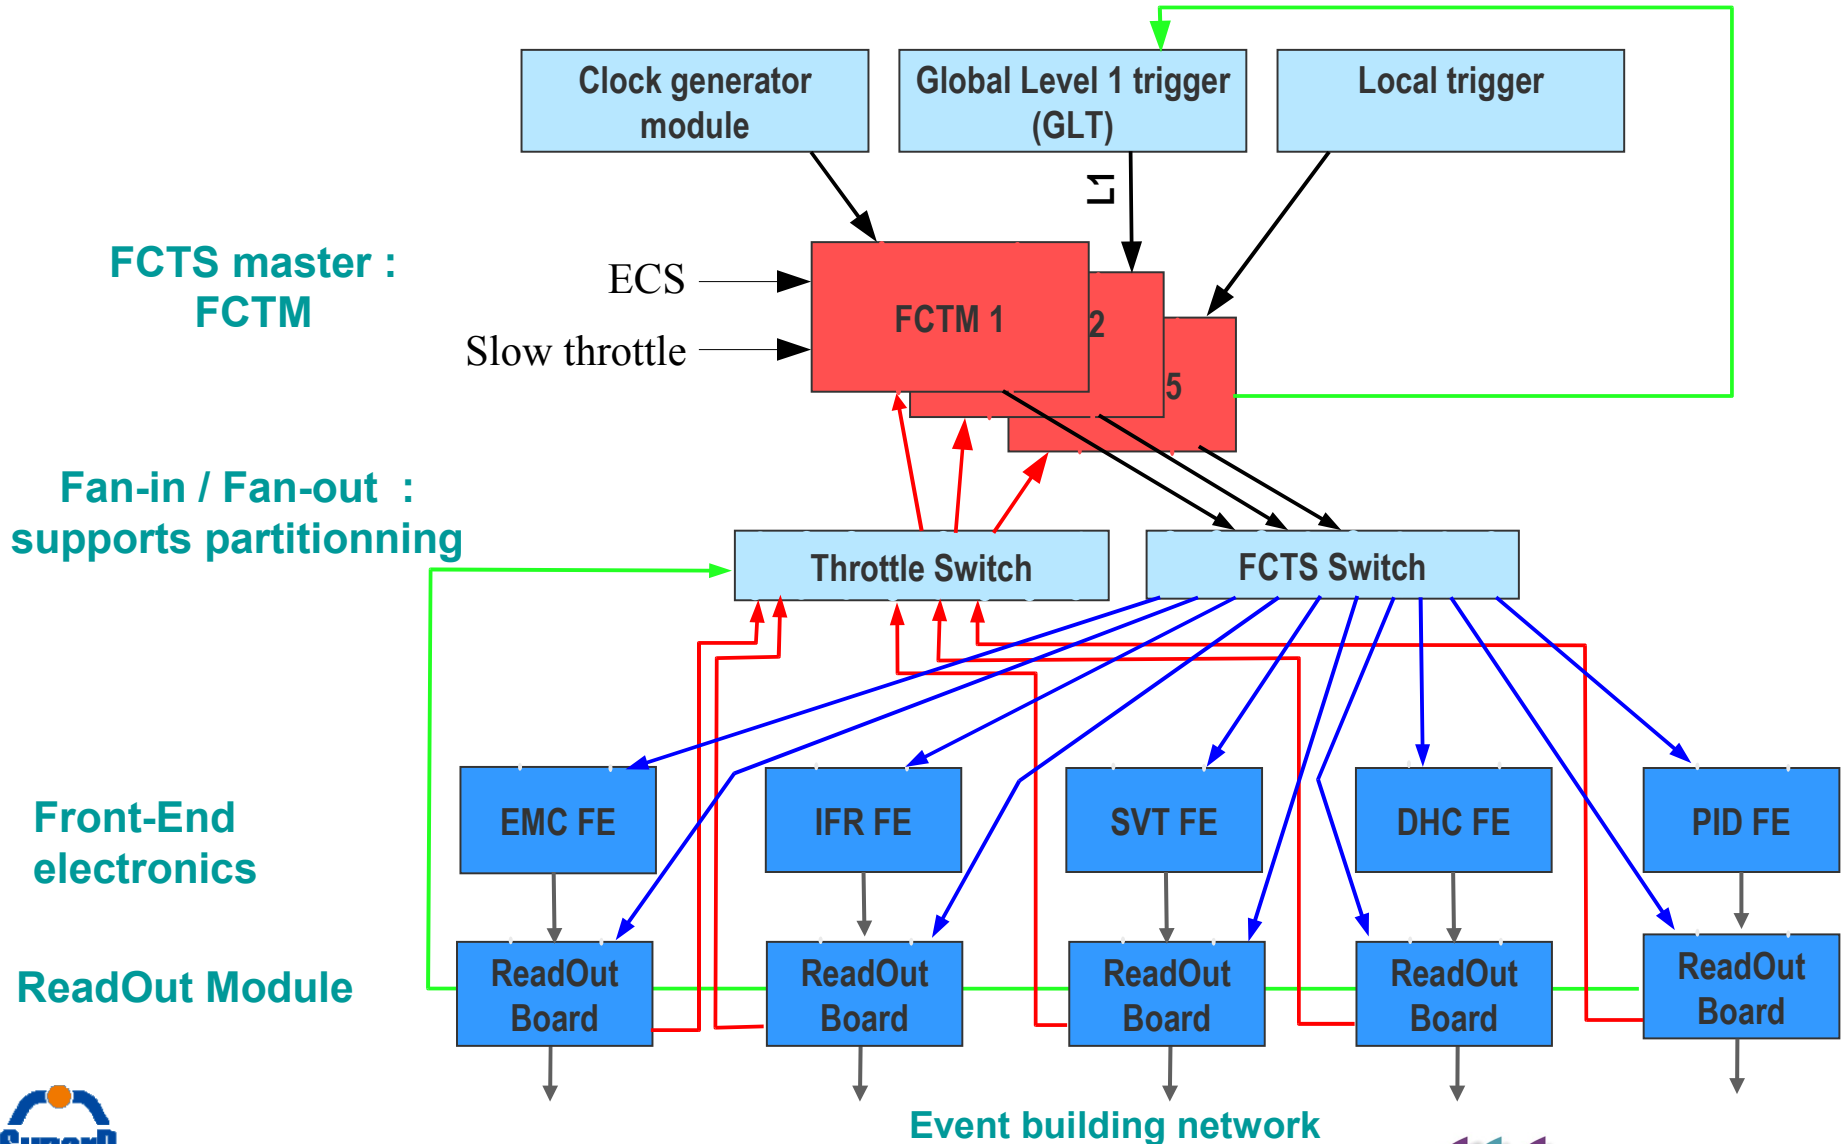 Clock generator
module
Global Level 1 trigger
(GLT)
Local trigger
L1
FCTS master :
FCTM
ECS
Slow throttle
FCTM 1
2
5
Fan-in / Fan-out :
supports partitionning
Throttle Switch
FCTS Switch
Front-End
electronics
EMC FE
IFR FE
SVT FE
DHC FE
PID FE
ReadOut Module
ReadOut
Board
ReadOut
Board
ReadOut
Board
ReadOut
Board
ReadOut
Board
Event building network